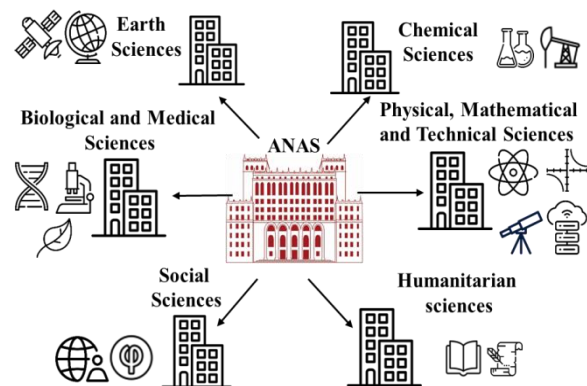 Earth
Sciences
Chemical
Sciences
Biological and Medical
Sciences
ANAS
Physical, Mathematical
and Technical Sciences
Social
Sciences
Humanitarian
sciences